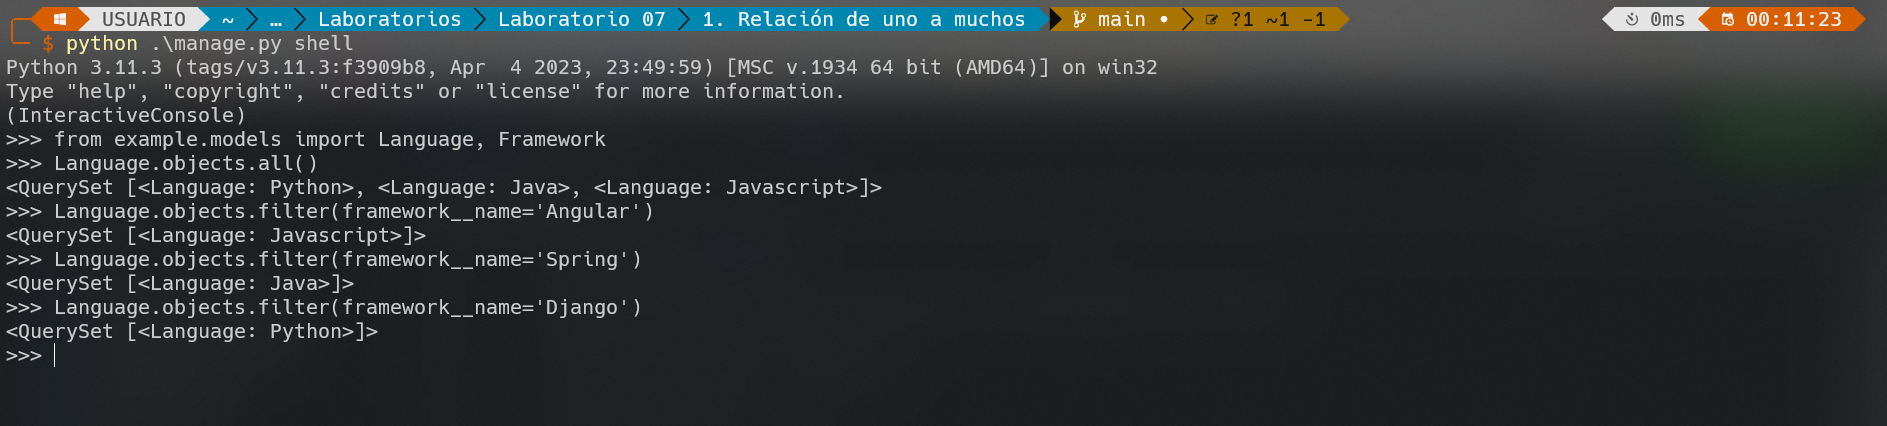 USUARIO ~ … Laboratorios Laboratorio 07 1. Relación de uno a muchos main • ?1 ~1 -1 0ms 00:11:23
$ python .\manage.py shell
Python 3.11.3 (tags/v3.11.3:f3909b8, Apr  4 2023, 23:49:59) [MSC v.1934 64 bit (AMD64)] on win32
Type "help", "copyright", "credits" or "license" for more information.
(InteractiveConsole)
>>> from example.models import Language, Framework
>>> Language.objects.all()
<QuerySet [<Language: Python>, <Language: Java>, <Language: Javascript>]>
>>> Language.objects.filter(framework__name='Angular')
<QuerySet [<Language: Javascript>]>
>>> Language.objects.filter(framework__name='Spring')
<QuerySet [<Language: Java>]>
>>> Language.objects.filter(framework__name='Django')
<QuerySet [<Language: Python>]>
>>>